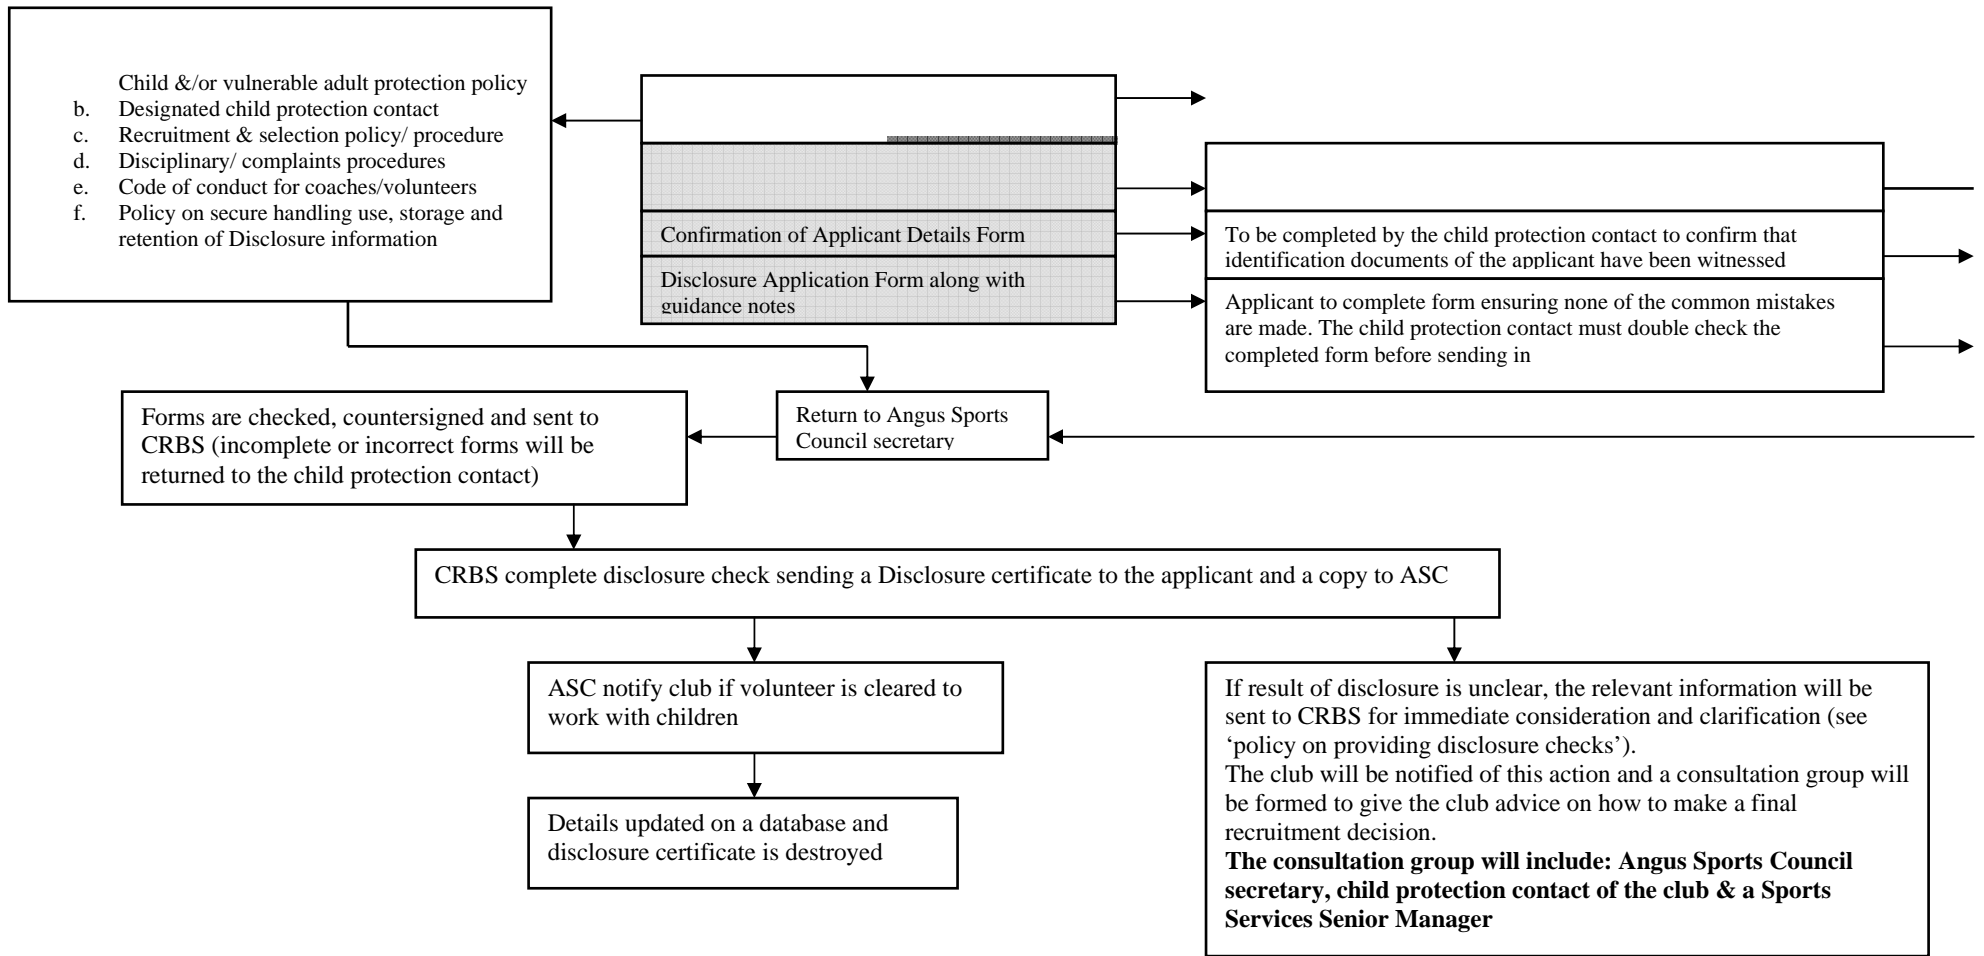 Child &/or vulnerable adult protection policy
b. Designated child protection contact
c. Recruitment & selection policy/ procedure
d. Disciplinary/ complaints procedures
e. Code of conduct for coaches/volunteers
f. Policy on secure handling use, storage and
retention of Disclosure information
Confirmation of Applicant Details Form
Disclosure Application Form along with
guidance notes
To be completed by the child protection contact to confirm that
identification documents of the applicant have been witnessed
Applicant to complete form ensuring none of the common mistakes
are made. The child protection contact must double check the
completed form before sending in
Forms are checked, countersigned and sent to
CRBS (incomplete or incorrect forms will be
returned to the child protection contact)
Return to Angus Sports
Council secretary
CRBS complete disclosure check sending a Disclosure certificate to the applicant and a copy to ASC
ASC notify club if volunteer is cleared to
work with children
Details updated on a database and
disclosure certificate is destroyed
If result of disclosure is unclear, the relevant information will be
sent to CRBS for immediate consideration and clarification (see
‘policy on providing disclosure checks’).
The club will be notified of this action and a consultation group will
be formed to give the club advice on how to make a final
recruitment decision.
The consultation group will include: Angus Sports Council
secretary, child protection contact of the club & a Sports
Services Senior Manager